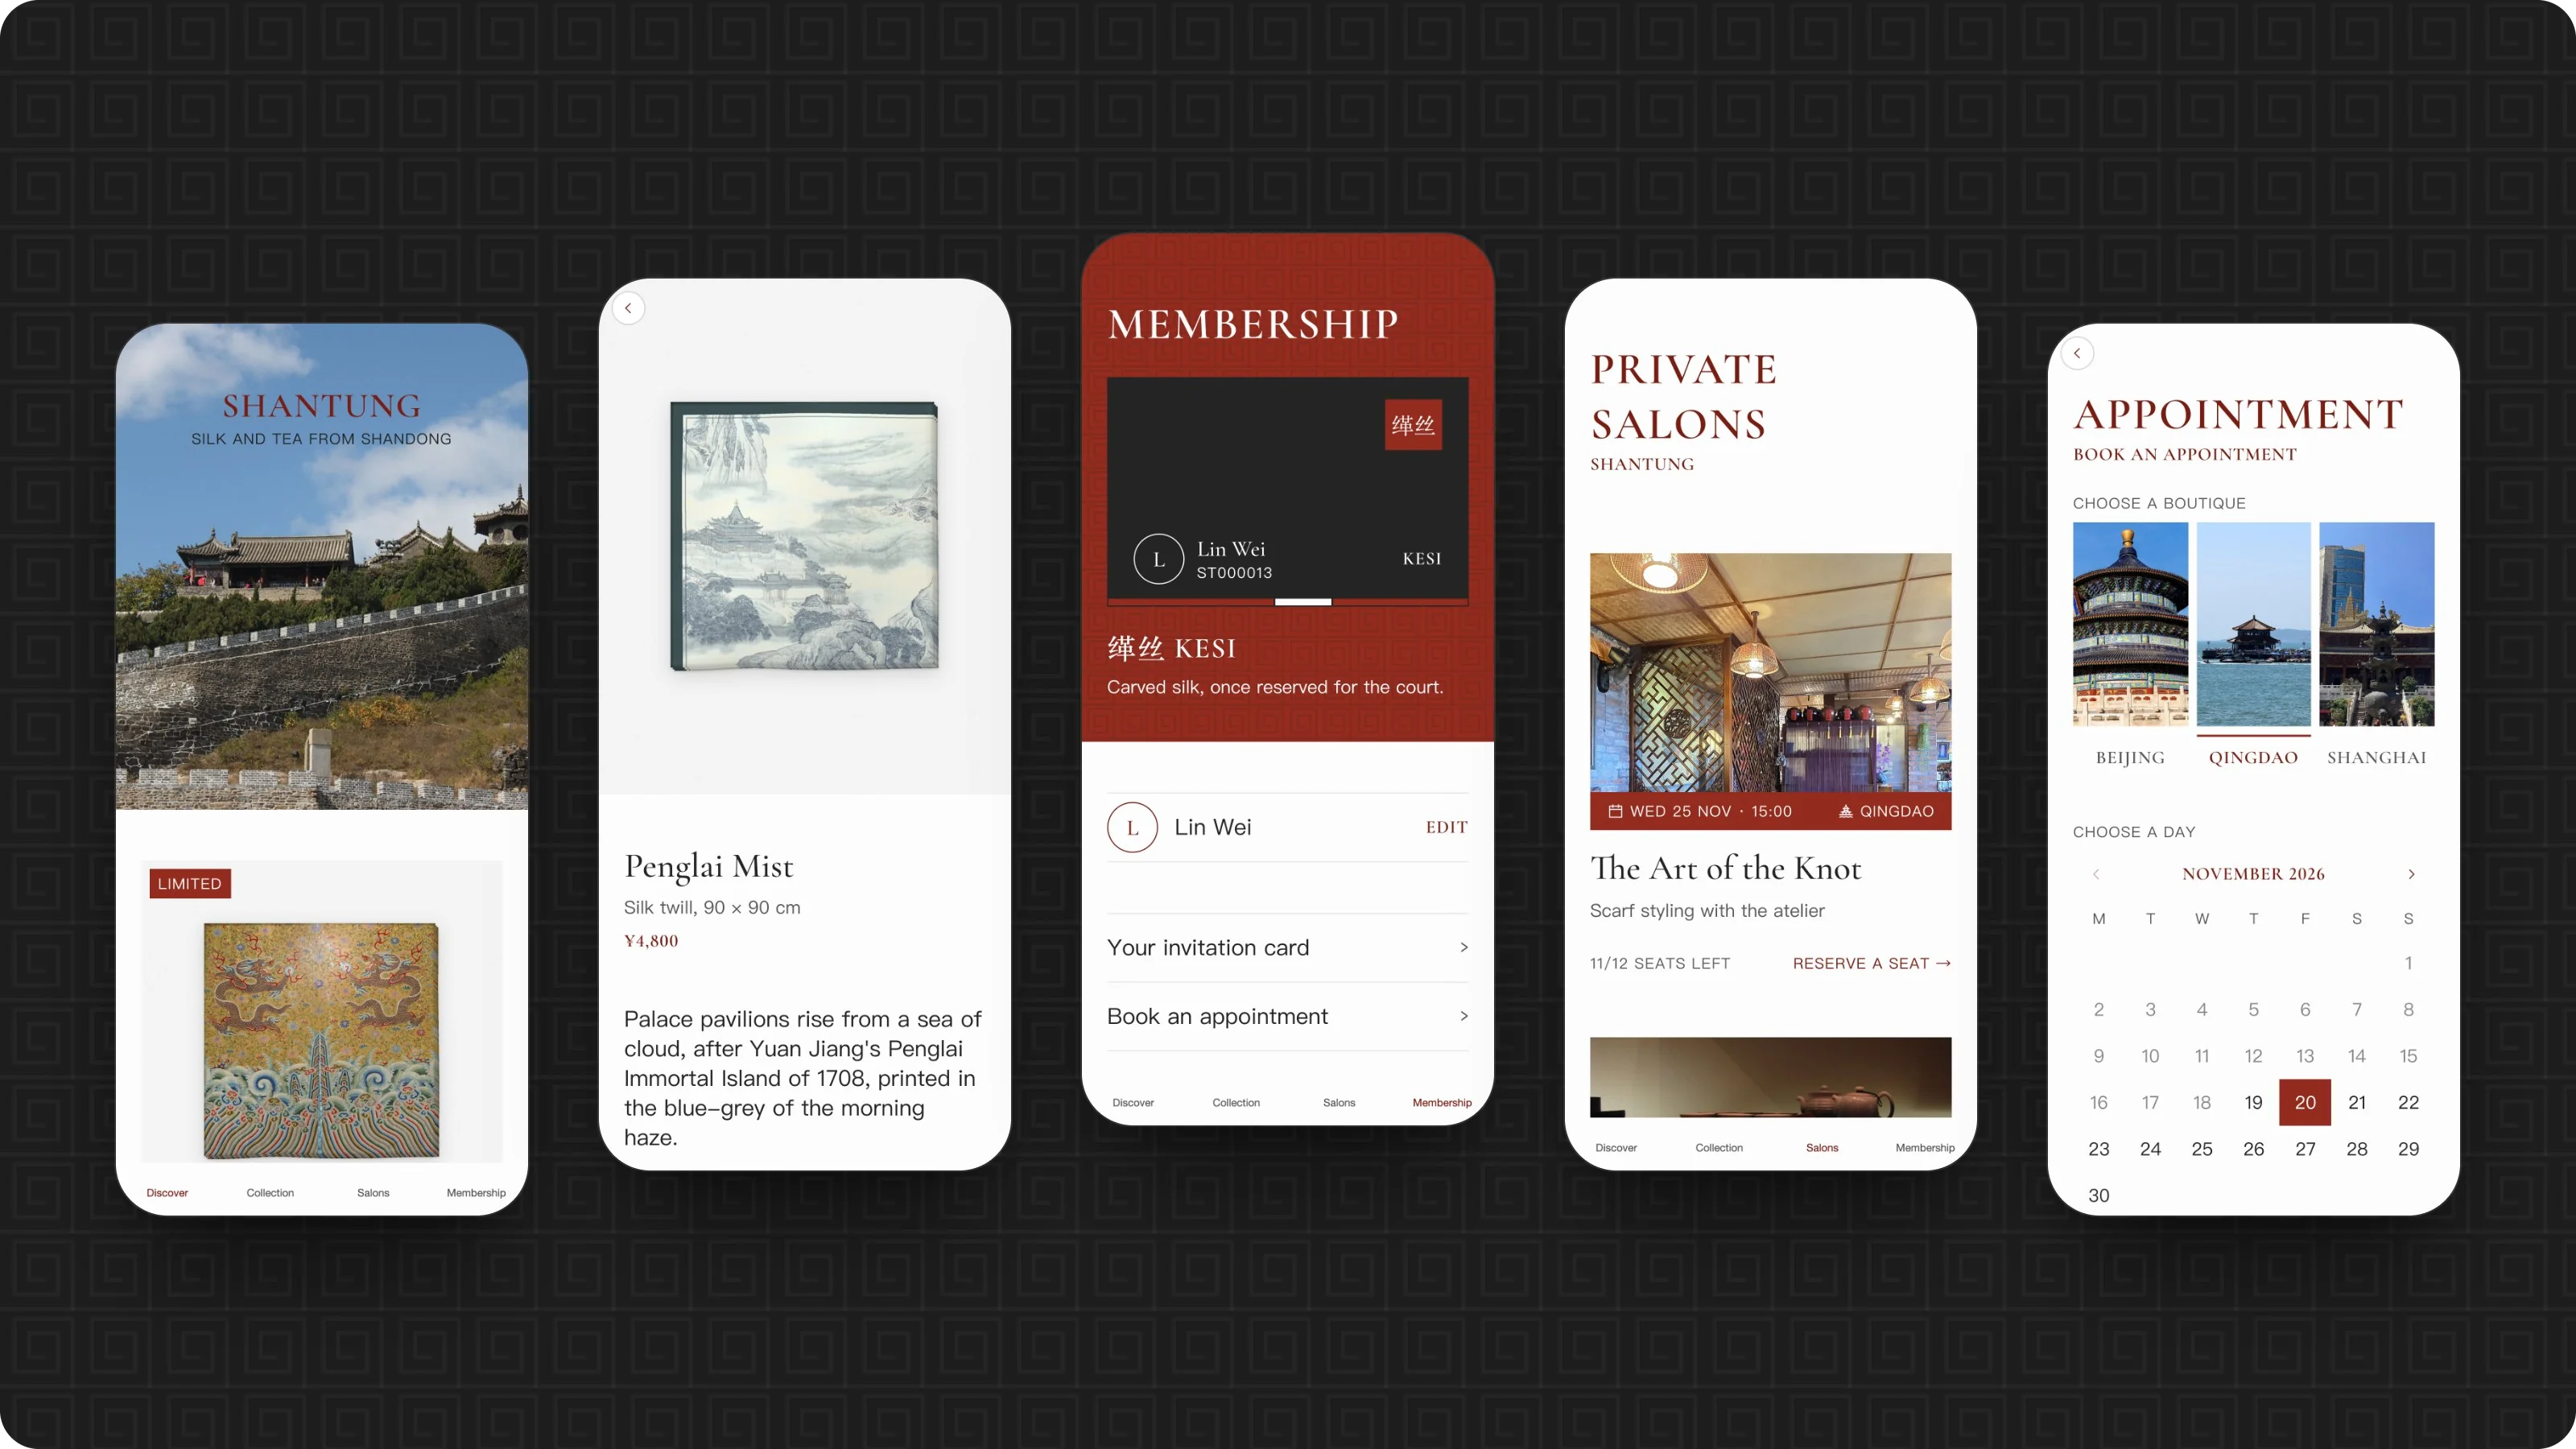 SHANTUNG
SILK AND TEA FROM SHANDONG
LIMITED
Discover
Collection
Salons
Membership
Penglai Mist
Silk twill, 90 × 90 cm
¥4,800
Palace pavilions rise from a sea of
cloud, after Yuan Jiang's Penglai
Immortal Island of 1708, printed in
the blue–grey of the morning
haze.
MEMBERSHIP
缂丝
L
Lin Wei
ST000013
KESI
缂丝 KESI
Carved silk, once reserved for the court.
L
Lin Wei
EDIT
Your invitation card
Book an appointment
Discover
Collection
Salons
Membership
PRIVATE
SALONS
SHANTUNG
WED 25 NOV · 15:00
QINGDAO
The Art of the Knot
Scarf styling with the atelier
11/12 SEATS LEFT
RESERVE A SEAT →
Discover
Collection
Salons
Membership
APPOINTMENT
BOOK AN APPOINTMENT
CHOOSE A BOUTIQUE
BEIJING
QINGDAO
SHANGHAI
CHOOSE A DAY
NOVEMBER 2026
M T W T F S S
1
2 3 4 5 6 7 8
9 10 11 12 13 14 15
16 17 18 19 20 21 22
23 24 25 26 27 28 29
30